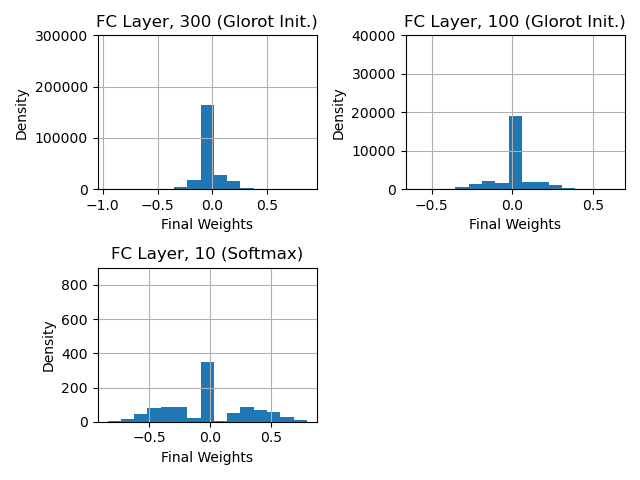 FC Layer, 300 (Glorot Init.)
300000
200000
100000
0
Density
−1.0 −0.5 0.0 0.5
Final Weights
FC Layer, 100 (Glorot Init.)
40000
30000
20000
10000
0
Density
−0.5 0.0 0.5
Final Weights
FC Layer, 10 (Softmax)
800
600
400
200
0
Density
−0.5 0.0 0.5
Final Weights